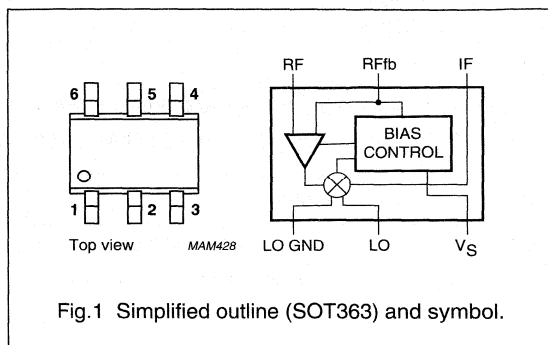 6 5 4
1 2 3
Top view
MAM428
RF RFfb IF
BIAS
CONTROL
LO GND LO VS
Fig.1 Simplified outline (SOT363) and symbol.